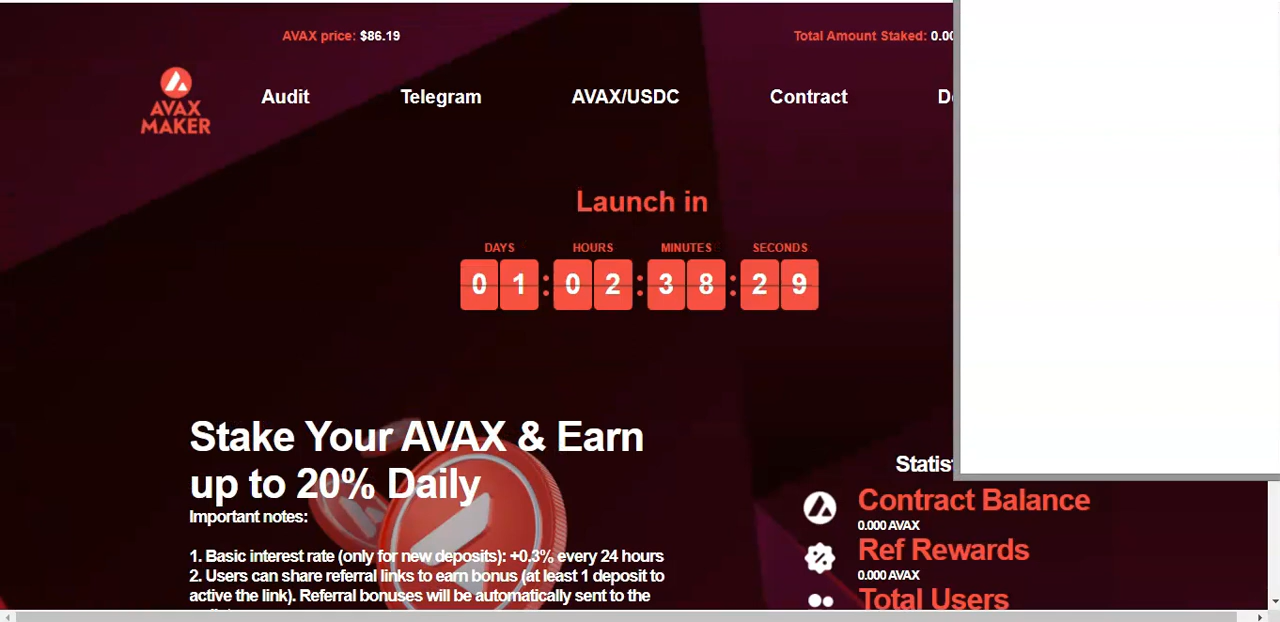 AVAX price: $86.19
Total Amount Staked: 0.00
AVAX
MAKER
Audit
Telegram
AVAX/USDC
Contract
Launch in
DAYS
HOURS
MINUTES
SECONDS
0 1 : 0 2 : 3 8 : 2 9
Stake Your AVAX & Earn
up to 20% Daily
Important notes:
1. Basic interest rate (only for new deposits): +0.3% every 24 hours
2. Users can share referral links to earn bonus (at least 1 deposit to
active the link). Referral bonuses will be automatically sent to the
Statis
Contract Balance
0.000 AVAX
Ref Rewards
0.000 AVAX
Total Users